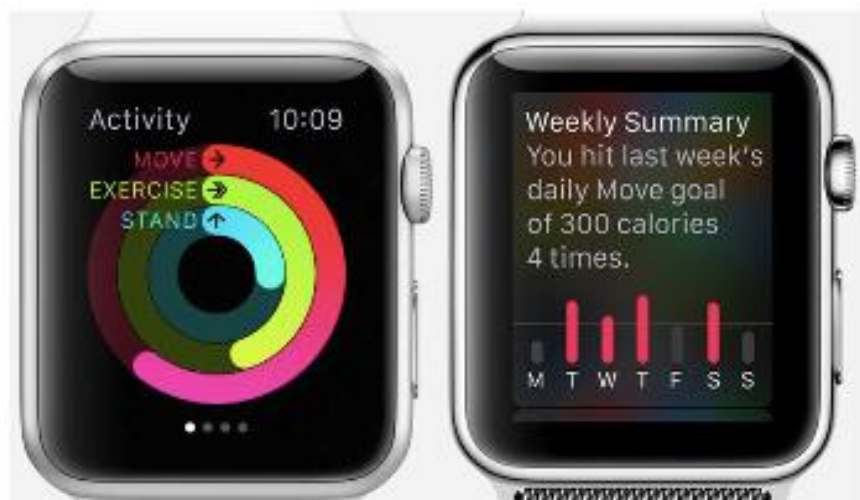 Activity 10:09
MOVE
EXERCISE
STAND
Weekly Summary
You hit last week's
daily Move goal
of 300 calories
4 times.
M T W T F S S